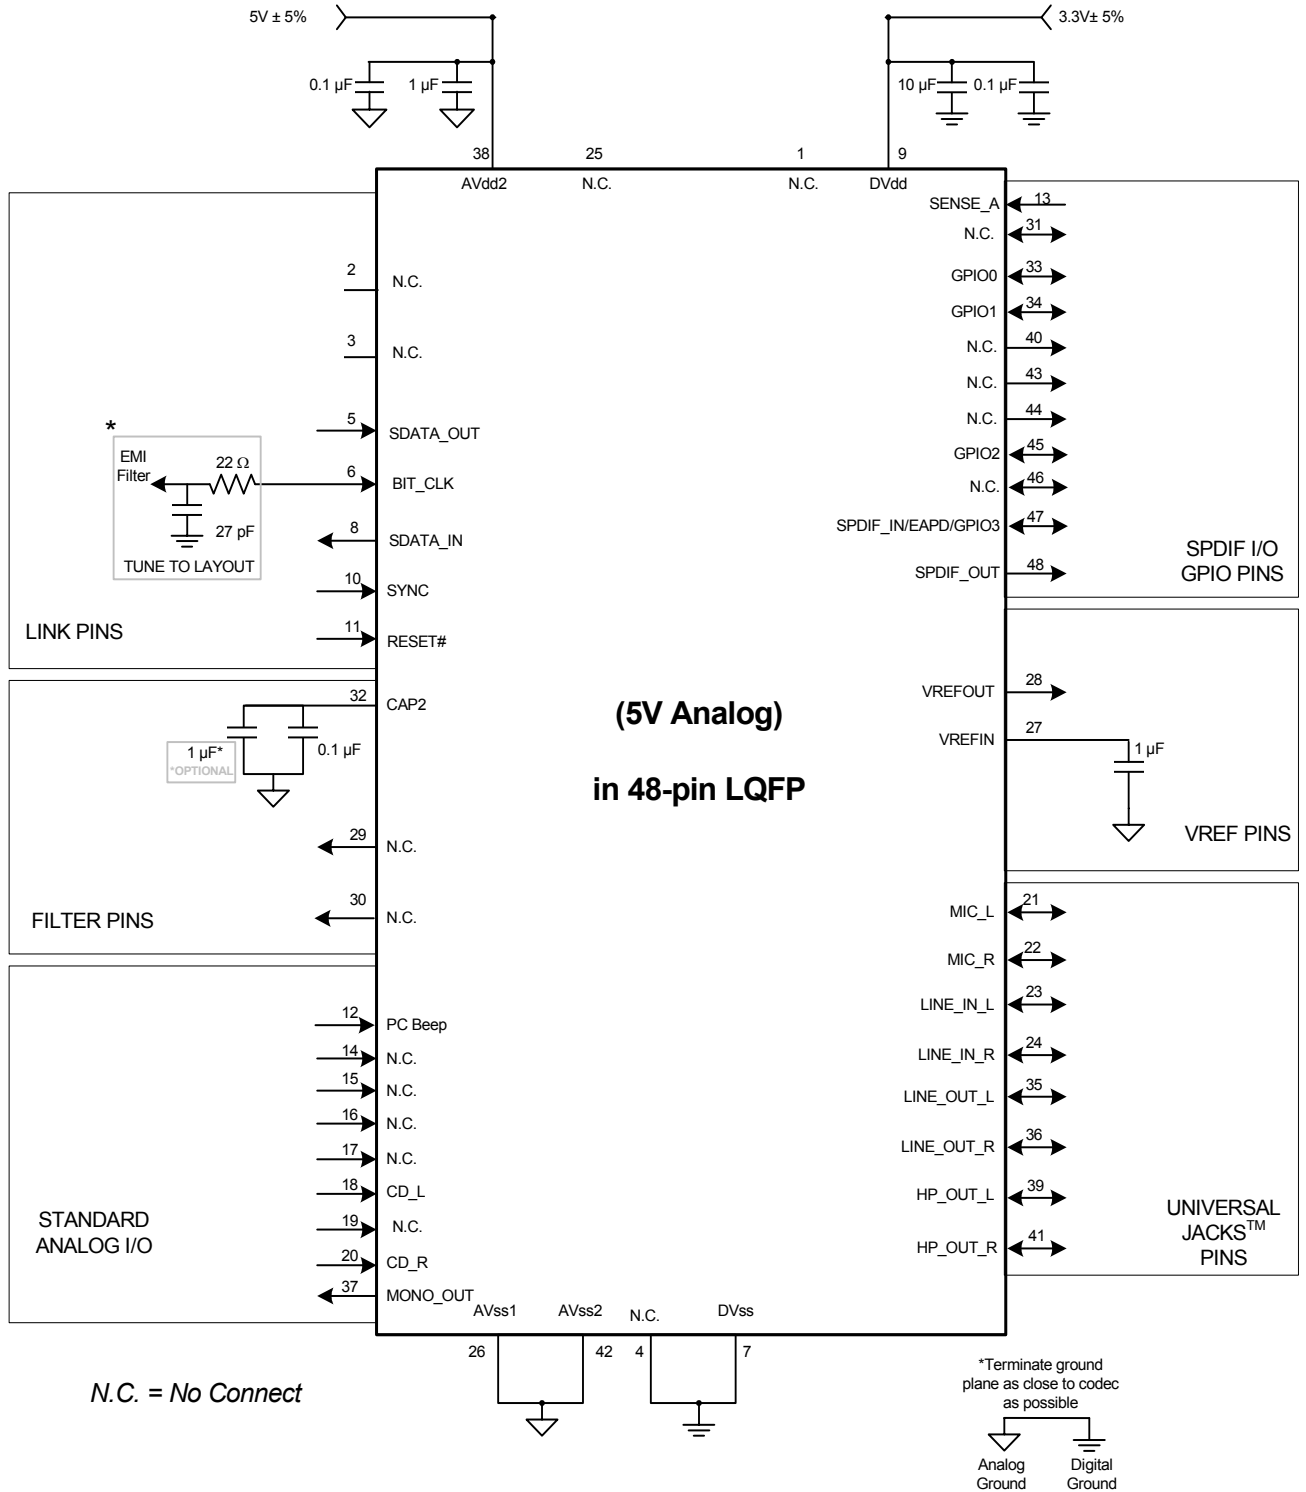 5V ± 5%
3.3V± 5%
0.1 µF
1 µF
10 µF
0.1 µF
38
25
1
9
AVdd2
N.C.
N.C.
DVdd
2
N.C.
3
N.C.
5
SDATA_OUT
*
EMI
Filter
22 Ω
27 pF
TUNE TO LAYOUT
6
BIT_CLK
8
SDATA_IN
10
SYNC
11
RESET#
LINK PINS
32
CAP2
1 µF*
*OPTIONAL
0.1 µF
29
N.C.
30
N.C.
FILTER PINS
12
PC Beep
14
N.C.
15
N.C.
16
N.C.
17
N.C.
18
CD_L
19
N.C.
20
CD_R
37
MONO_OUT
STANDARD
ANALOG I/O
(5V Analog)
in 48-pin LQFP
SENSE_A
13
N.C.
31
GPIO0
33
GPIO1
34
N.C.
40
N.C.
43
N.C.
44
GPIO2
45
N.C.
46
SPDIF_IN/EAPD/GPIO3
47
SPDIF_OUT
48
SPDIF I/O
GPIO PINS
VREFOUT
28
VREFIN
27
1 µF
VREF PINS
MIC_L
21
MIC_R
22
LINE_IN_L
23
LINE_IN_R
24
LINE_OUT_L
35
LINE_OUT_R
36
HP_OUT_L
39
HP_OUT_R
41
UNIVERSAL
JACKS™
PINS
AVss1
AVss2
N.C.
DVss
26
42
4
7
N.C. = No Connect
*Terminate ground
plane as close to codec
as possible
Analog
Ground
Digital
Ground